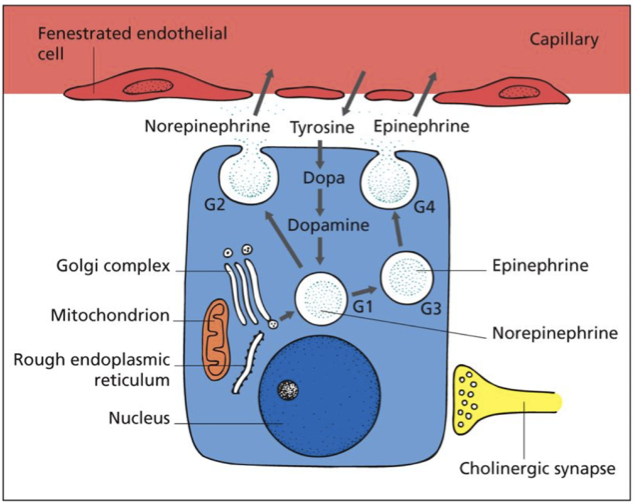 Fenestrated endothelial
cell
Capillary
Norepinephrine
Tyrosine
Epinephrine
Dopa
G2
G4
Dopamine
Golgi complex
Epinephrine
G1
G3
Mitochondrion
Norepinephrine
Rough endoplasmic
reticulum
Nucleus
Cholinergic synapse